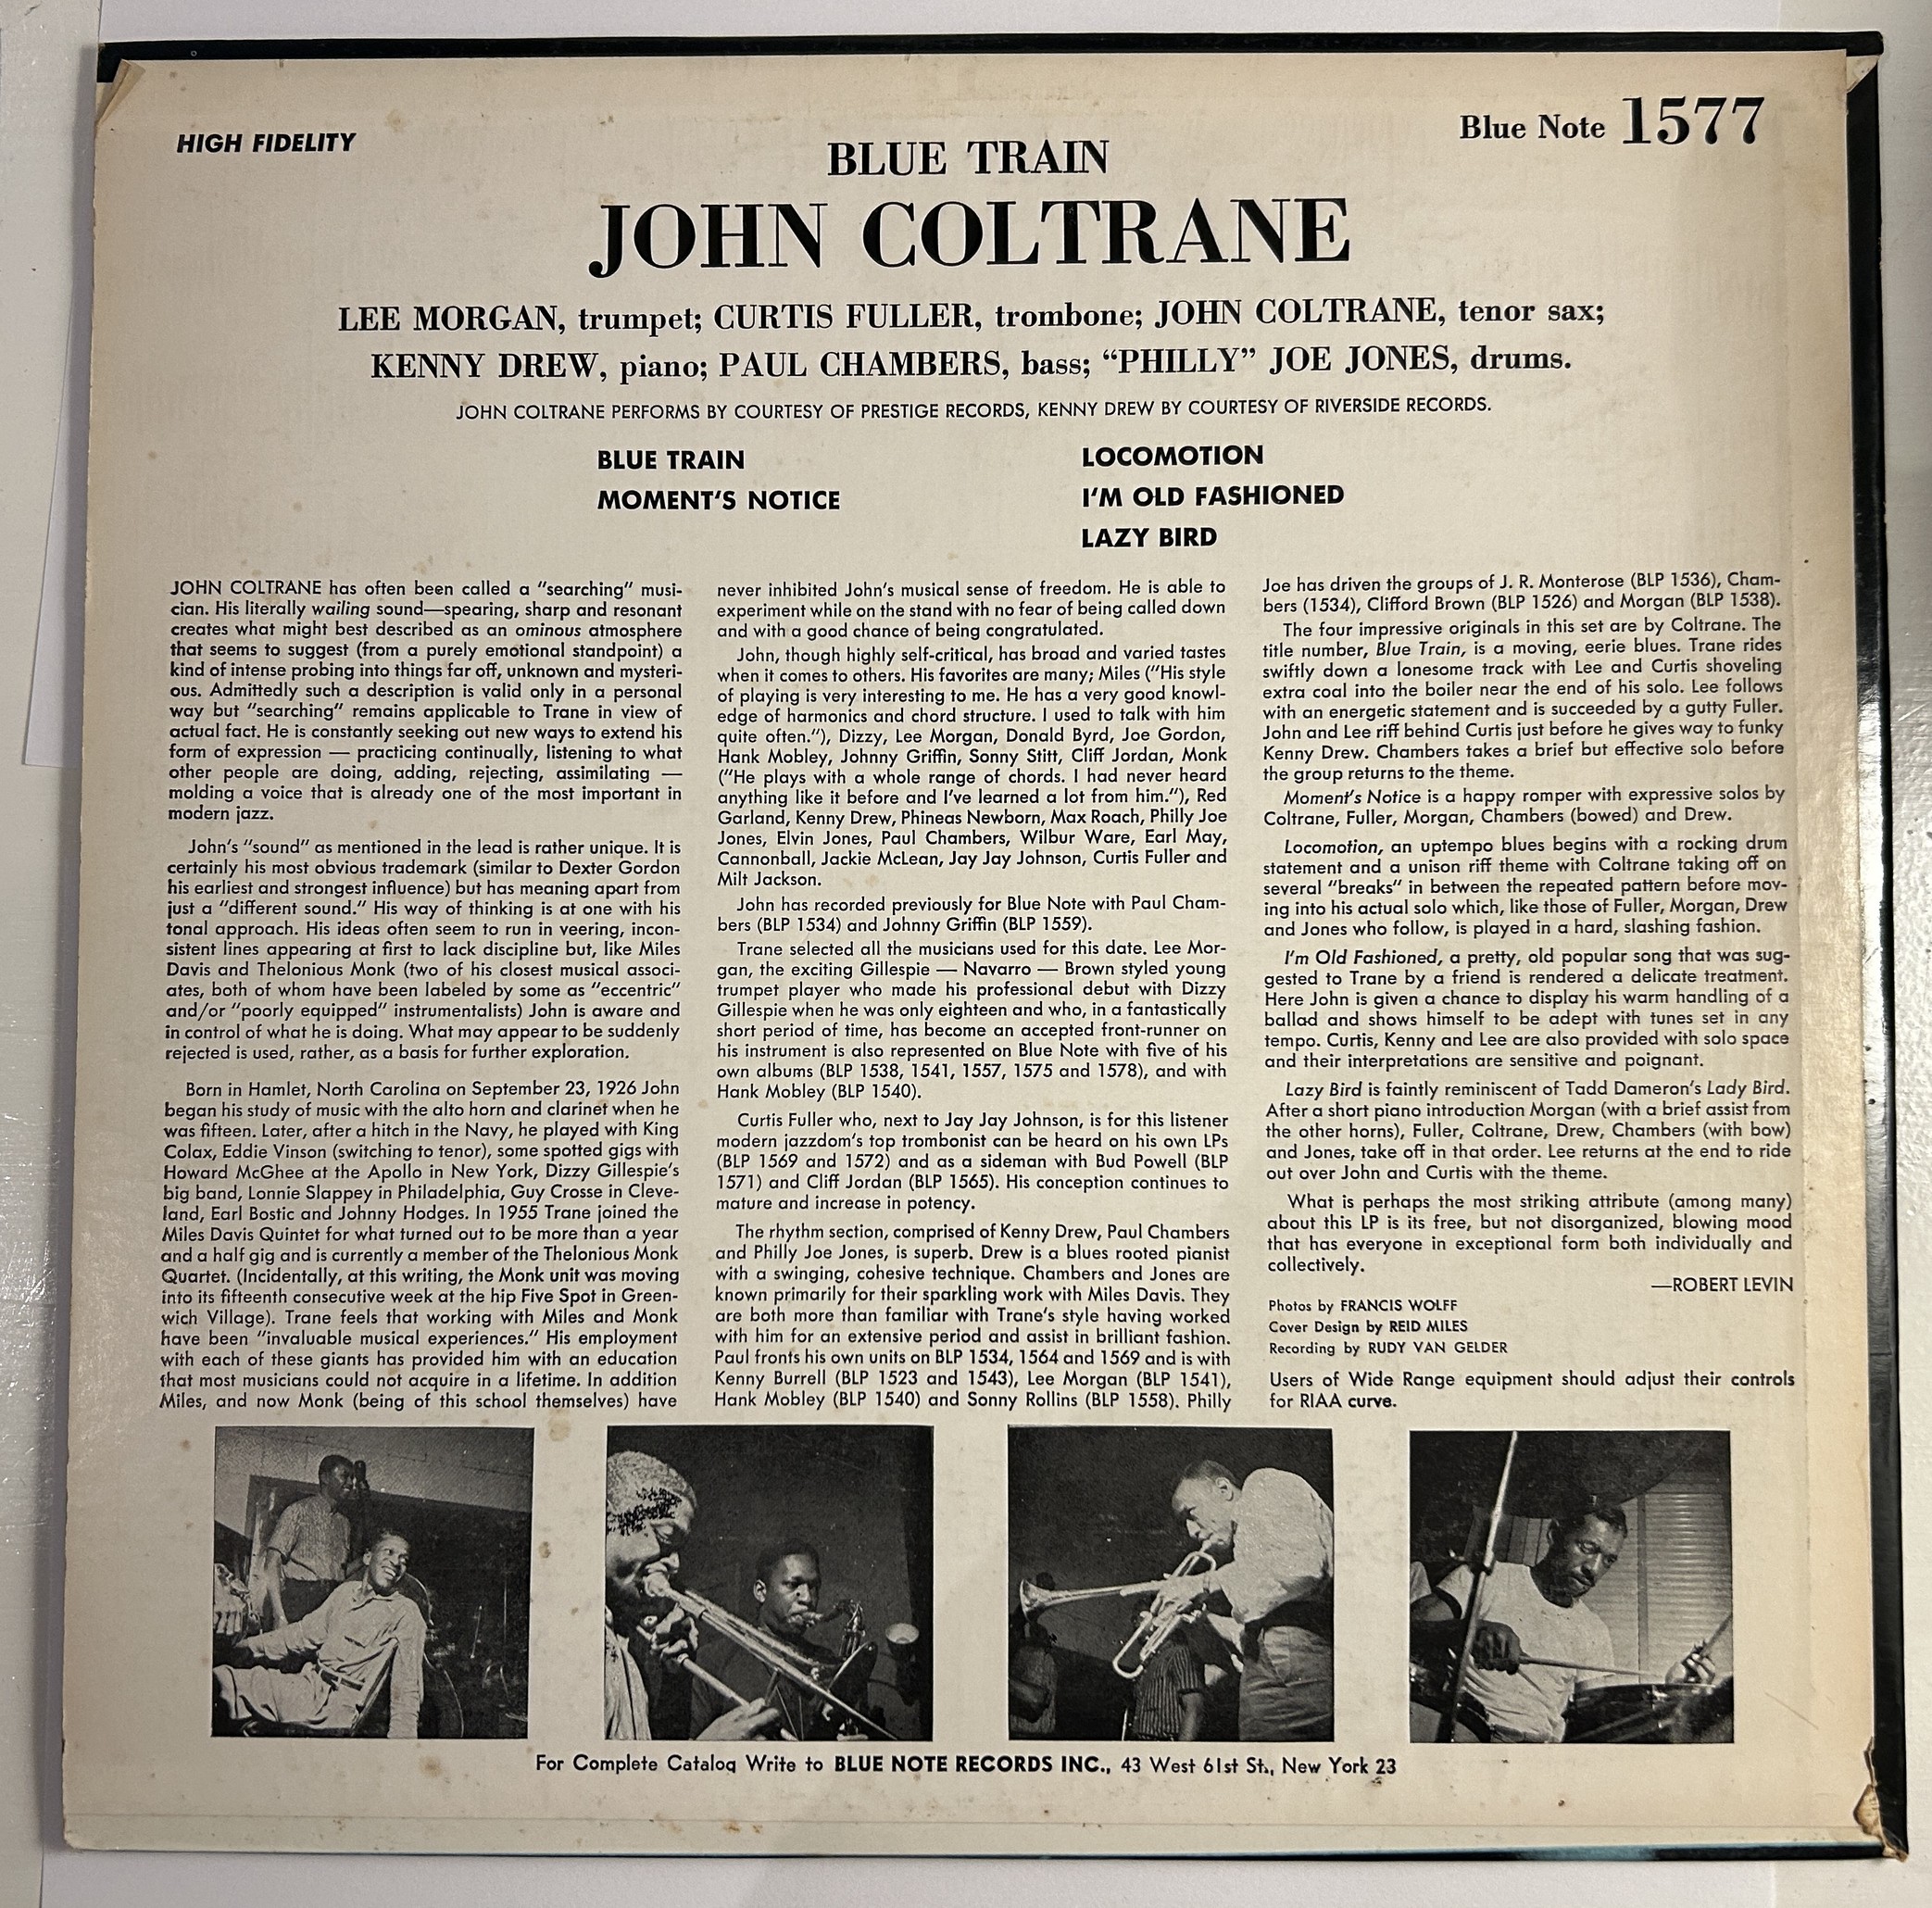 HIGH FIDELITY
Blue Note 1577
BLUE TRAIN
JOHN COLTRANE
LEE MORGAN, trumpet; CURTIS FULLER, trombone; JOHN COLTRANE, tenor sax;
KENNY DREW, piano; PAUL CHAMBERS, bass; “PHILLY” JOE JONES, drums.
JOHN COLTRANE PERFORMS BY COURTESY OF PRESTIGE RECORDS, KENNY DREW BY COURTESY OF RIVERSIDE RECORDS.
BLUE TRAIN
MOMENT'S NOTICE
LOCOMOTION
I'M OLD FASHIONED
LAZY BIRD
JOHN COLTRANE has often been called a "searching" musi-
cian. His literally wailing sound—spearing, sharp and resonant
creates what might best described as an ominous atmosphere
that seems to suggest (from a purely emotional standpoint) a
kind of intense probing into things far off, unknown and mysteri-
ous. Admittedly such a description is valid only in a personal
way but "searching" remains applicable to Trane in view of
actual fact. He is constantly seeking out new ways to extend his
form of expression — practicing continually, listening to what
other people are doing, adding, rejecting, assimilating —
molding a voice that is already one of the most important in
modern jazz.
John's "sound" as mentioned in the lead is rather unique. It is
certainly his most obvious trademark (similar to Dexter Gordon
his earliest and strongest influence) but has meaning apart from
just a "different sound." His way of thinking is at one with his
tonal approach. His ideas often seem to run in veering, incon-
sistent lines appearing at first to lack discipline but, like Miles
Davis and Thelonious Monk (two of his closest musical associ-
ates, both of whom have been labeled by some as "eccentric"
and/or "poorly equipped" instrumentalists) John is aware and
in control of what he is doing. What may appear to be suddenly
rejected is used, rather, as a basis for further exploration.
Born in Hamlet, North Carolina on September 23, 1926 John
began his study of music with the alto horn and clarinet when he
was fifteen. Later, after a hitch in the Navy, he played with King
Colax, Eddie Vinson (switching to tenor), some spotted gigs with
Howard McGhee at the Apollo in New York, Dizzy Gillespie's
big band, Lonnie Slappey in Philadelphia, Guy Crosse in Cleve-
land, Earl Bostic and Johnny Hodges. In 1955 Trane joined the
Miles Davis Quintet for what turned out to be more than a year
and a half gig and is currently a member of the Thelonious Monk
Quartet. (Incidentally, at this writing, the Monk unit was moving
into its fifteenth consecutive week at the hip Five Spot in Green-
wich Village). Trane feels that working with Miles and Monk
have been "invaluable musical experiences." His employment
with each of these giants has provided him with an education
that most musicians could not acquire in a lifetime. In addition
Miles, and now Monk (being of this school themselves) have
never inhibited John's musical sense of freedom. He is able to
experiment while on the stand with no fear of being called down
and with a good chance of being congratulated.
John, though highly self-critical, has broad and varied tastes
when it comes to others. His favorites are many; Miles ("His style
of playing is very interesting to me. He has a very good knowl-
edge of harmonics and chord structure. I used to talk with him
quite often."), Dizzy, Lee Morgan, Donald Byrd, Joe Gordon,
Hank Mobley, Johnny Griffin, Sonny Stitt, Cliff Jordan, Monk
("He plays with a whole range of chords. I had never heard
anything like it before and I've learned a lot from him."), Red
Garland, Kenny Drew, Phineas Newborn, Max Roach, Philly Joe
Jones, Elvin Jones, Paul Chambers, Wilbur Ware, Earl May,
Cannonball, Jackie McLean, Jay Jay Johnson, Curtis Fuller and
Milt Jackson.
John has recorded previously for Blue Note with Paul Cham-
bers (BLP 1534) and Johnny Griffin (BLP 1559).
Trane selected all the musicians used for this date. Lee Mor-
gan, the exciting Gillespie — Navarro — Brown styled young
trumpet player who made his professional debut with Dizzy
Gillespie when he was only eighteen and who, in a fantastically
short period of time, has become an accepted front-runner on
his instrument is also represented on Blue Note with five of his
own albums (BLP 1538, 1541, 1557, 1575 and 1578), and with
Hank Mobley (BLP 1540).
Curtis Fuller who, next to Jay Jay Johnson, is for this listener
modern jazzdom's top trombonist can be heard on his own LPs
(BLP 1569 and 1572) and as a sideman with Bud Powell (BLP
1571) and Cliff Jordan (BLP 1565). His conception continues to
mature and increase in potency.
The rhythm section, comprised of Kenny Drew, Paul Chambers
and Philly Joe Jones, is superb. Drew is a blues rooted pianist
with a swinging, cohesive technique. Chambers and Jones are
known primarily for their sparkling work with Miles Davis. They
are both more than familiar with Trane's style having worked
with him for an extensive period and assist in brilliant fashion.
Paul fronts his own units on BLP 1534, 1564 and 1569 and is with
Kenny Burrell (BLP 1523 and 1543), Lee Morgan (BLP 1541),
Hank Mobley (BLP 1540) and Sonny Rollins (BLP 1558). Philly
Joe has driven the groups of J. R. Monterose (BLP 1536), Cham-
bers (1534), Clifford Brown (BLP 1526) and Morgan (BLP 1538).
The four impressive originals in this set are by Coltrane. The
title number, Blue Train, is a moving, eerie blues. Trane rides
swiftly down a lonesome track with Lee and Curtis shoveling
extra coal into the boiler near the end of his solo. Lee follows
with an energetic statement and is succeeded by a gutty Fuller.
John and Lee riff behind Curtis just before he gives way to funky
Kenny Drew. Chambers takes a brief but effective solo before
the group returns to the theme.
Moment's Notice is a happy romper with expressive solos by
Coltrane, Fuller, Morgan, Chambers (bowed) and Drew.
Locomotion, an uptempo blues begins with a rocking drum
statement and a unison riff theme with Coltrane taking off on
several "breaks" in between the repeated pattern before mov-
ing into his actual solo which, like those of Fuller, Morgan, Drew
and Jones who follow, is played in a hard, slashing fashion.
I'm Old Fashioned, a pretty, old popular song that was sug-
gested to Trane by a friend is rendered a delicate treatment.
Here John is given a chance to display his warm handling of a
ballad and shows himself to be adept with tunes set in any
tempo. Curtis, Kenny and Lee are also provided with solo space
and their interpretations are sensitive and poignant.
Lazy Bird is faintly reminiscent of Tadd Dameron's Lady Bird.
After a short piano introduction Morgan (with a brief assist from
the other horns), Fuller, Coltrane, Drew, Chambers (with bow)
and Jones, take off in that order. Lee returns at the end to ride
out over John and Curtis with the theme.
What is perhaps the most striking attribute (among many)
about this LP is its free, but not disorganized, blowing mood
that has everyone in exceptional form both individually and
collectively.
—ROBERT LEVIN
Photos by FRANCIS WOLFF
Cover Design by REID MILES
Recording by RUDY VAN GELDER
Users of Wide Range equipment should adjust their controls
for RIAA curve.
For Complete Catalog Write to BLUE NOTE RECORDS INC., 43 West 61st St., New York 23